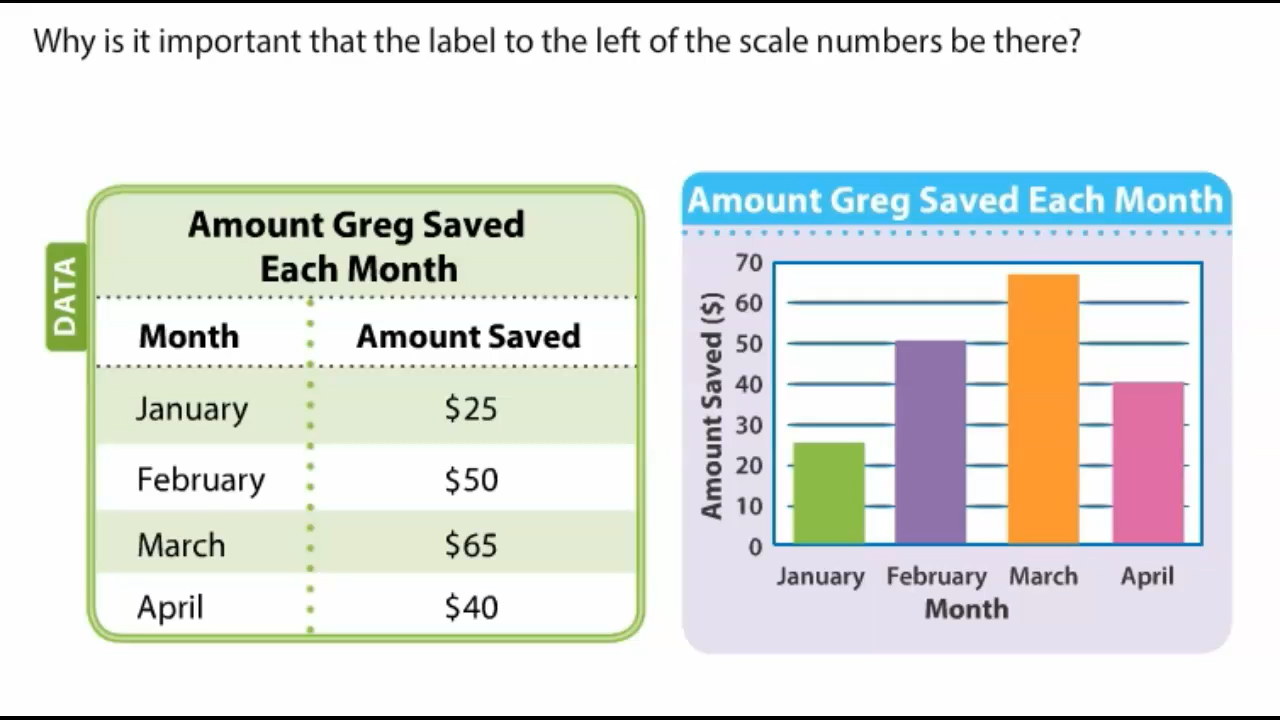 Why is it important that the label to the left of the scale numbers be there?
DATA
Amount Greg Saved
Each Month
Month Amount Saved
January $25
February $50
March $65
April $40
Amount Greg Saved Each Month
Amount Saved ($)
70
60
50
40
30
20
10
0
January February March April
Month